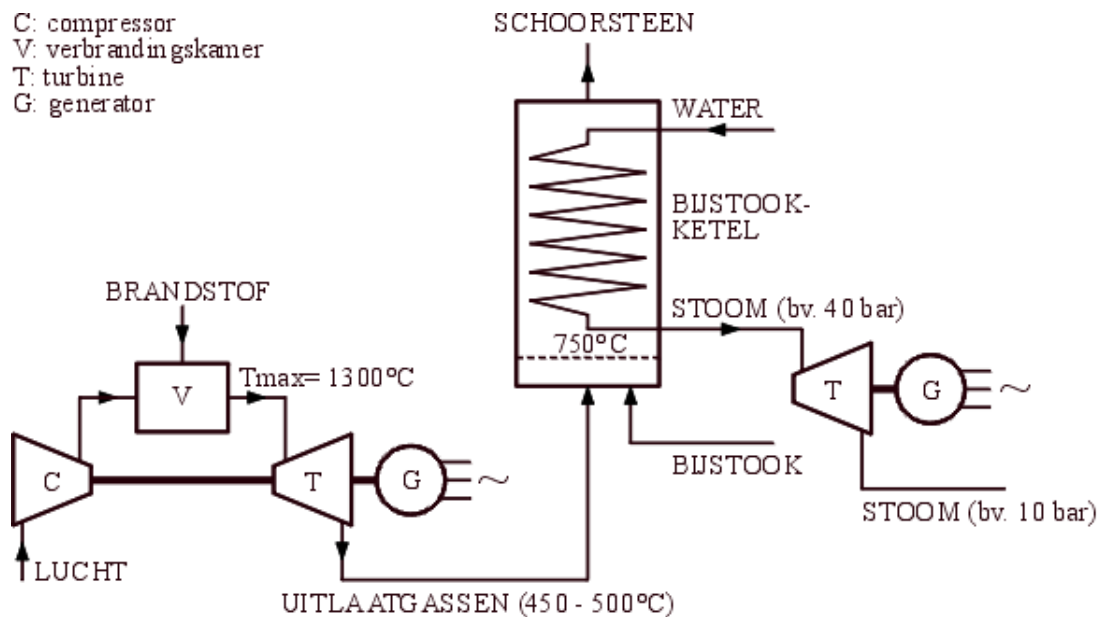 C: compressor
V: verbrandingskamer
T: turbine
G: generator
SCHOORSTEEN
WATER
BIJSTOOK-
KETEL
BRANDSTOF
STOOM (bv. 40 bar)
750°C
Tmax= 1300°C
V
T
G
~
C
T
G
~
BIJSTOOK
STOOM (bv. 10 bar)
LUCHT
UITLAATGASSEN (450 - 500°C)